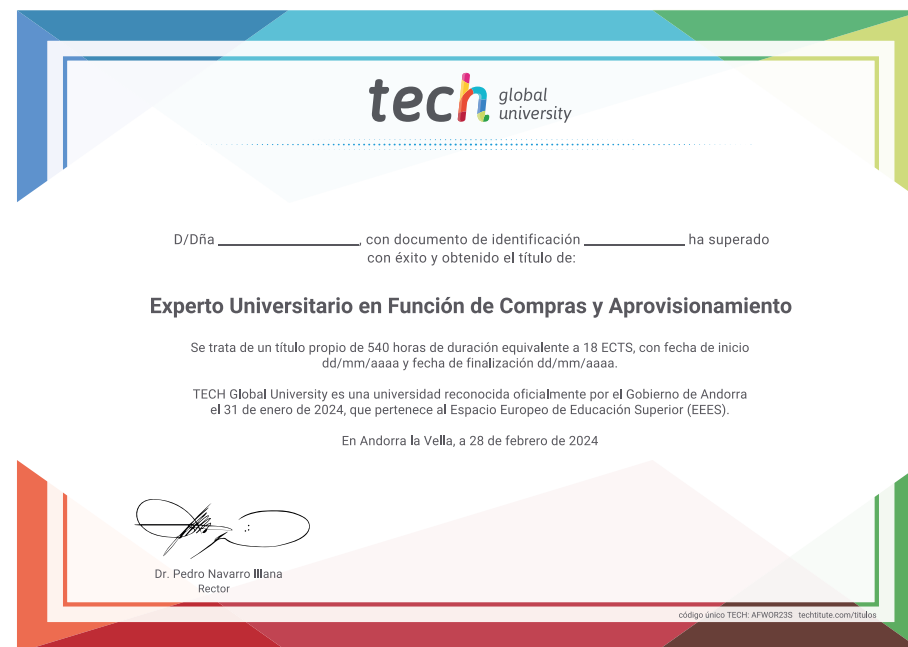 tech global university
D/Dña ____________________, con documento de identificación ______________ ha superado
con éxito y obtenido el título de:
Experto Universitario en Función de Compras y Aprovisionamiento
Se trata de un título propio de 540 horas de duración equivalente a 18 ECTS, con fecha de inicio
dd/mm/aaaa y fecha de finalización dd/mm/aaaa.
TECH Global University es una universidad reconocida oficialmente por el Gobierno de Andorra
el 31 de enero de 2024, que pertenece al Espacio Europeo de Educación Superior (EEES).
En Andorra la Vella, a 28 de febrero de 2024
Dr. Pedro Navarro Illana
Rector
código único TECH: AFWOR23S techtitute.com/titulos